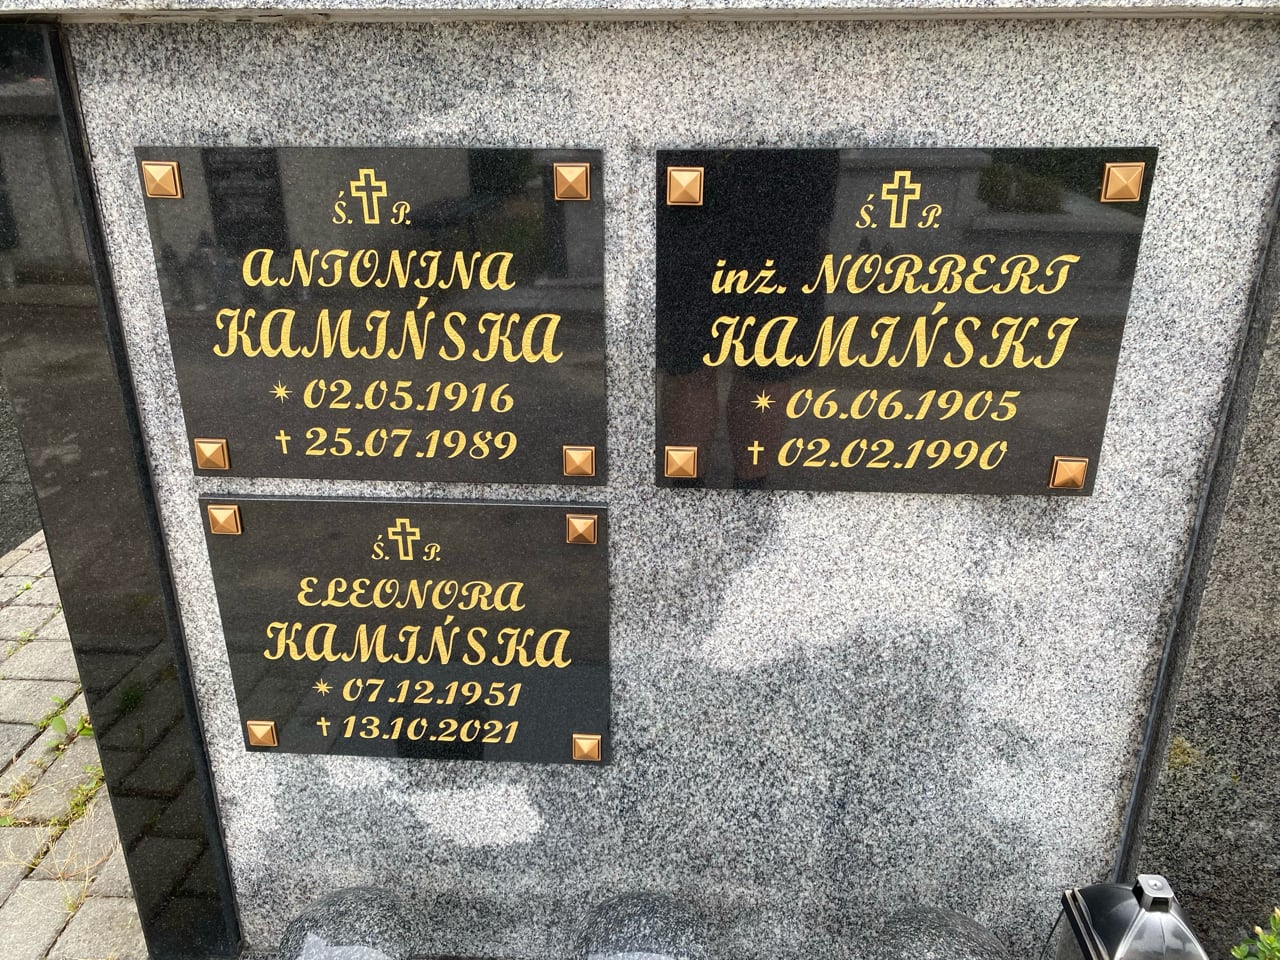 Ś. P.
ANTONINA
KAMIŃSKA
* 02.05.1916
† 25.07.1989
Ś. P.
inż. NORBERT
KAMIŃSKI
* 06.06.1905
† 02.02.1990
Ś. P.
ELEONORA
KAMIŃSKA
* 07.12.1951
† 13.10.2021